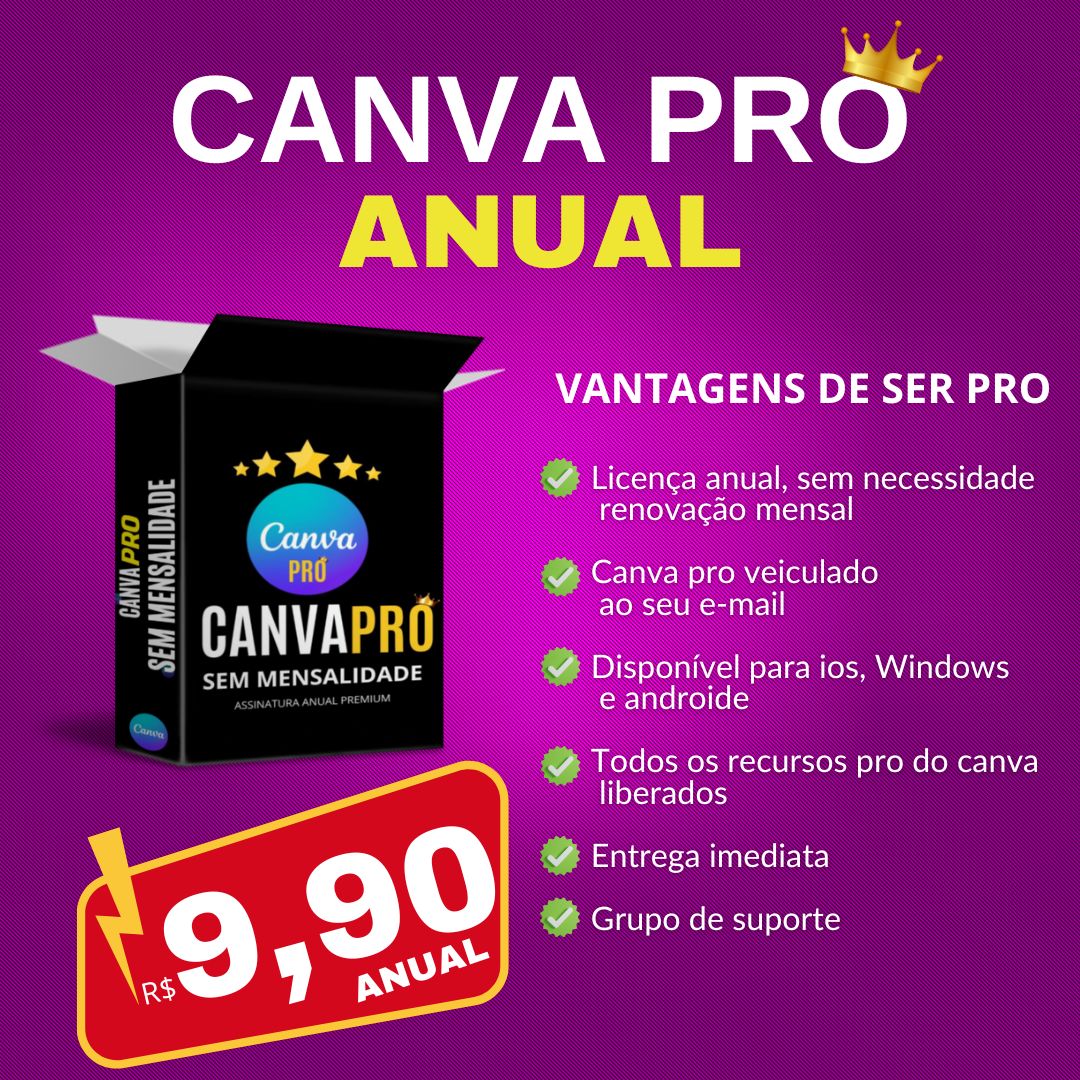 CANVA PRO
ANUAL
VANTAGENS DE SER PRO
Licença anual, sem necessidade
renovação mensal
Canva pro veiculado
ao seu e-mail
Disponível para ios, Windows
e androide
Todos os recursos pro do canva
liberados
Entrega imediata
Grupo de suporte
CANVA PRO
SEM MENSALIDADE
Canva
Canva
PRO
CANVAPRO
SEM MENSALIDADE
ASSINATURA ANUAL PREMIUM
R$9,90
ANUAL